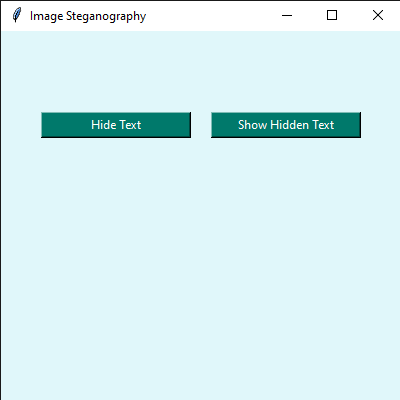 Image Steganography
Hide Text
Show Hidden Text